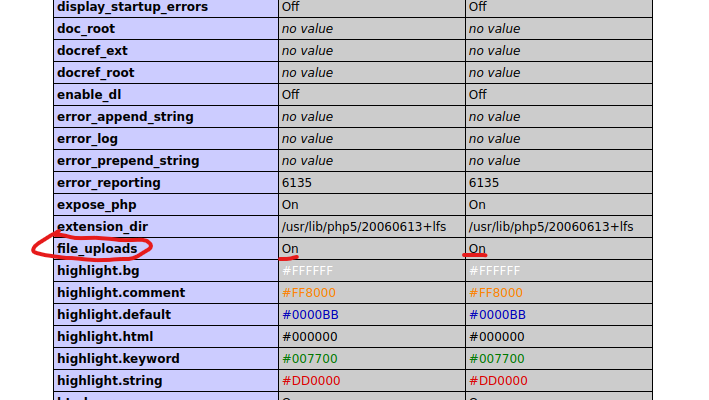 display_startup_errors Off Off
doc_root no value no value
docref_ext no value no value
docref_root no value no value
enable_dl Off Off
error_append_string no value no value
error_log no value no value
error_prepend_string no value no value
error_reporting 6135 6135
expose_php On On
extension_dir /usr/lib/php5/20060613+lfs /usr/lib/php5/20060613+lfs
file_uploads On On
highlight.bg #FFFFFF #FFFFFF
highlight.comment #FF8000 #FF8000
highlight.default #0000BB #0000BB
highlight.html #000000 #000000
highlight.keyword #007700 #007700
highlight.string #DD0000 #DD0000